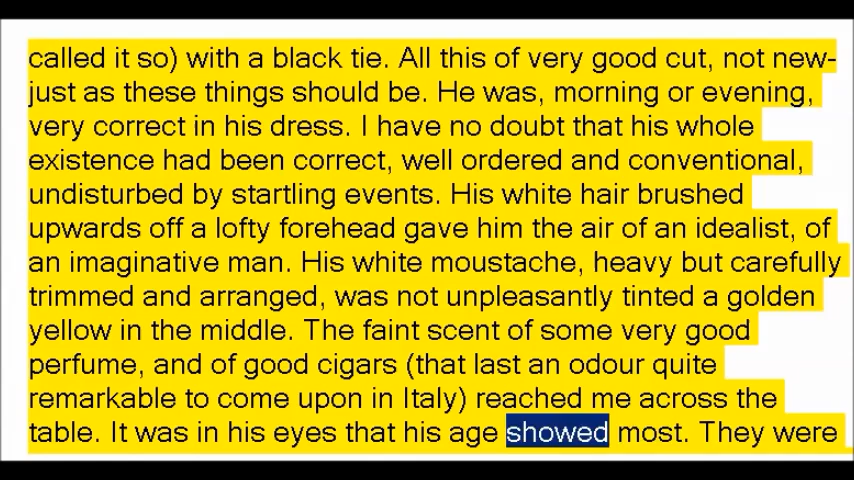 called it so) with a black tie. All this of very good cut, not new-
just as these things should be. He was, morning or evening,
very correct in his dress. I have no doubt that his whole
existence had been correct, well ordered and conventional,
undisturbed by startling events. His white hair brushed
upwards off a lofty forehead gave him the air of an idealist, of
an imaginative man. His white moustache, heavy but carefully
trimmed and arranged, was not unpleasantly tinted a golden
yellow in the middle. The faint scent of some very good
perfume, and of good cigars (that last an odour quite
remarkable to come upon in Italy) reached me across the
table. It was in his eyes that his age showed most. They were